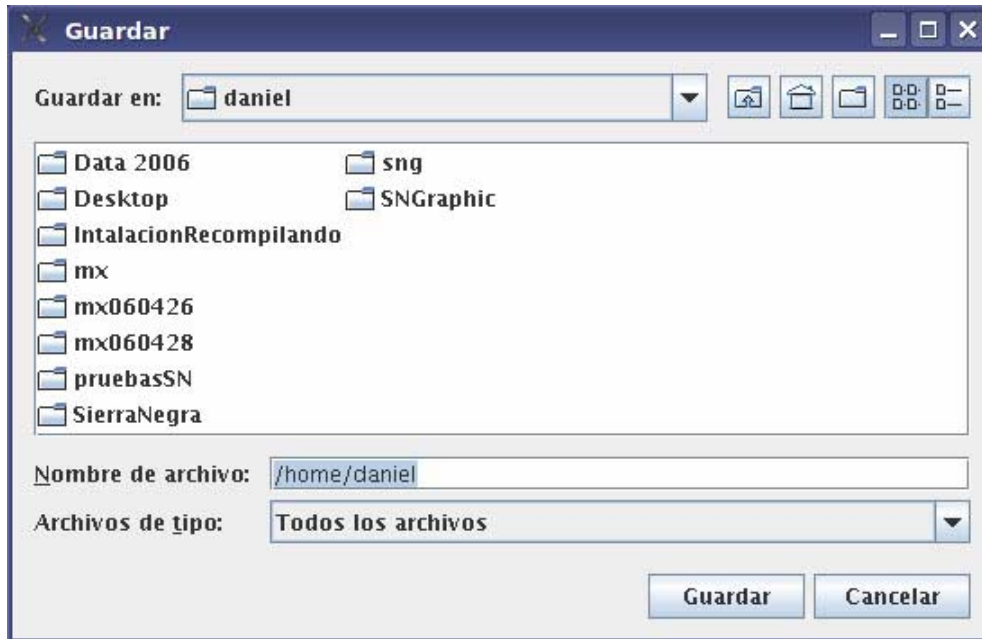 Guardar
Guardar en: daniel
Data 2006
Desktop
IntalacionRecompilando
mx
mx060426
mx060428
pruebasSN
SierraNegra
sng
SNGraphic
Nombre de archivo: /home/daniel
Archivos de tipo: Todos los archivos
Guardar Cancelar